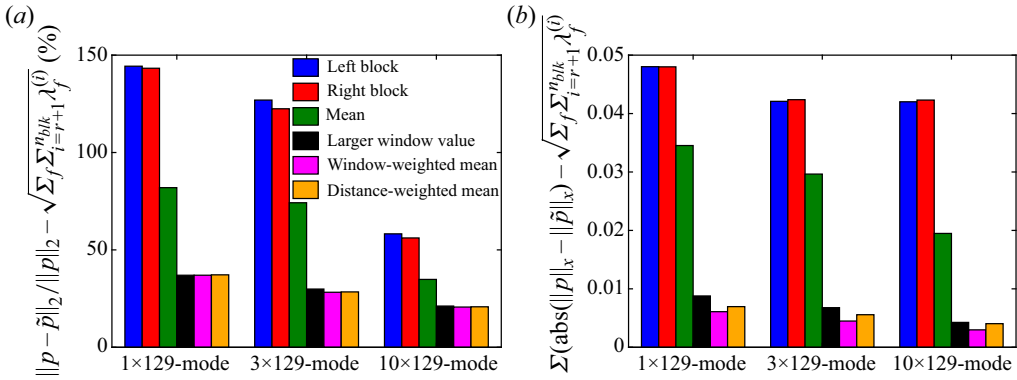 (a)
||p − p̃||₂/||p||₂ − √Σ_f Σ_{i=r+1}^{n_blk} λ_f^{(i)} (%)
150
100
50
0
Left block
Right block
Mean
Larger window value
Window-weighted mean
Distance-weighted mean
1×129-mode 3×129-mode 10×129-mode
(b)
Σ(abs(||p||ₓ − ||p̃||ₓ) − √Σ_f Σ_{i=r+1}^{n_blk} λ_f^{(i)}
0.05
0.04
0.03
0.02
0.01
0
1×129-mode 3×129-mode 10×129-mode